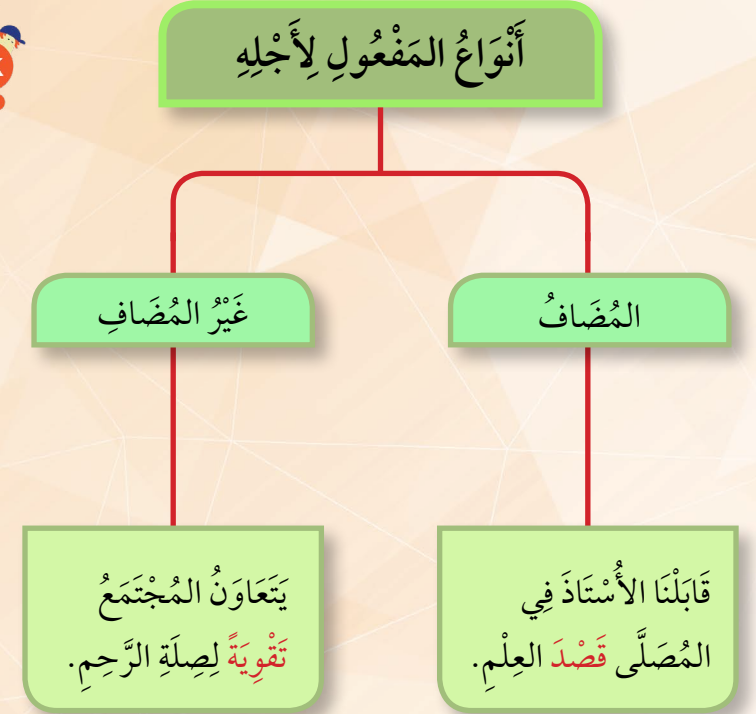 أَنْوَاعُ المَفْعُولِ لِأَجْلِهِ
المُضَافُ
غَيْرُ المُضَافِ
قَابَلْنَا الأُسْتَاذَ فِي
المُصَلَّى قَصْدَ العِلْمِ.
يَتَعَاوَنُ المُجْتَمَعُ
تَقْوِيَةً لِصِلَةِ الرَّحِمِ.